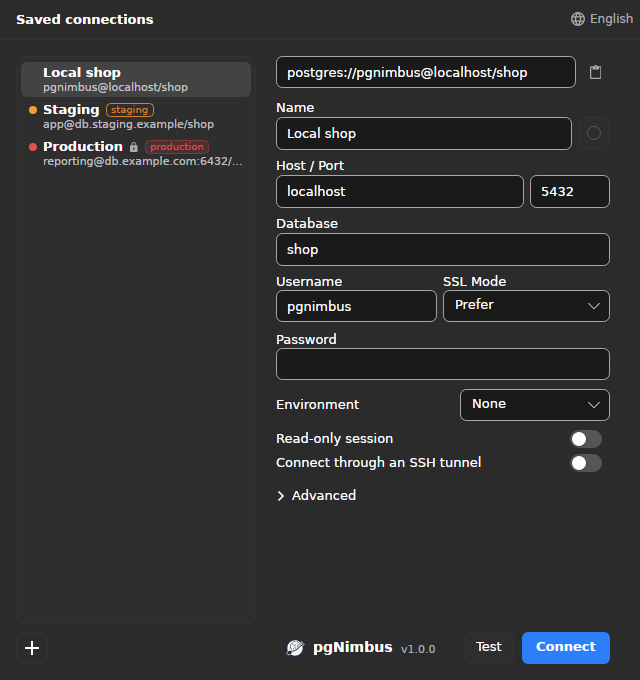 Saved connections
English
Local shop
pgnimbus@localhost/shop
Staging staging
app@db.staging.example/shop
Production production
reporting@db.example.com:6432/...
postgres://pgnimbus@localhost/shop
Name
Local shop
Host / Port
localhost 5432
Database
shop
Username SSL Mode
pgnimbus Prefer
Password
Environment None
Read-only session
Connect through an SSH tunnel
Advanced
pgNimbus v1.0.0
Test
Connect